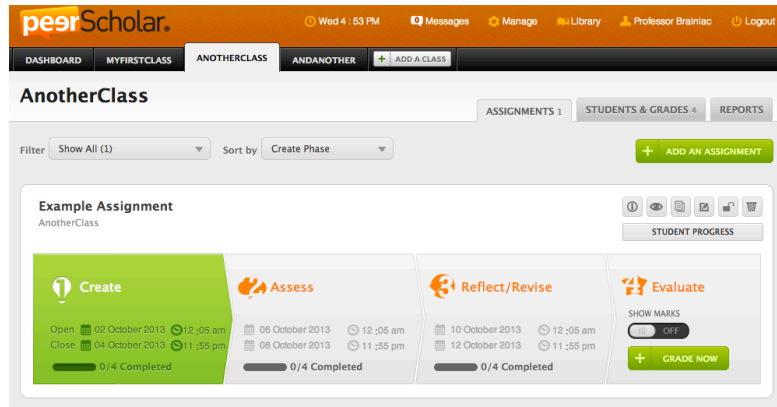 peerScholar.
Wed 4 : 53 PM 0 Messages Manage Library Professor Brainiac Logout
DASHBOARD MYFIRSTCLASS ANOTHERCLASS ANDANOTHER + ADD A CLASS
AnotherClass
ASSIGNMENTS 1 STUDENTS & GRADES 4 REPORTS
Filter Show All (1) Sort by Create Phase + ADD AN ASSIGNMENT
Example Assignment
AnotherClass
STUDENT PROGRESS
1 Create 2 Assess 3 Reflect/Revise 4 Evaluate
SHOW MARKS
Open 02 October 2013 12 ;05 am 06 October 2013 12 ;05 am 10 October 2013 12 ;05 am OFF
Close 04 October 2013 11 ;55 pm 08 October 2013 11 ;55 pm 12 October 2013 11 ;55 pm
+ GRADE NOW
0/4 Completed 0/4 Completed 0/4 Completed